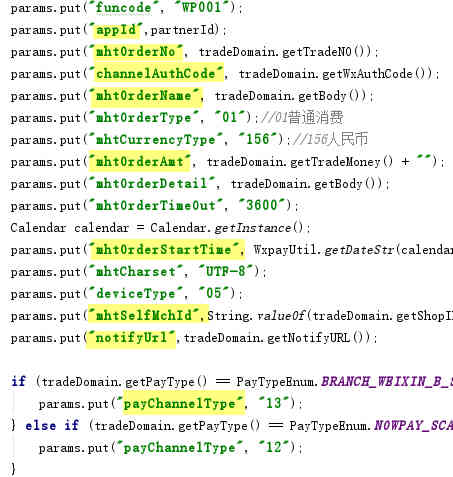 params.put("funcode", "WP001");
params.put("appId",partnerId);
params.put("mhtOrderNo", tradeDomain.getTradeNO());
params.put("channelAuthCode", tradeDomain.getWxAuthCode());
params.put("mhtOrderName", tradeDomain.getBody());
params.put("mhtOrderType", "01");//01普通消费
params.put("mhtCurrencyType", "156");//156人民币
params.put("mhtOrderAmt", tradeDomain.getTradeMoney() + "");
params.put("mhtOrderDetail", tradeDomain.getBody());
params.put("mhtOrderTimeOut", "3600");
Calendar calendar = Calendar.getInstance();
params.put("mhtOrderStartTime", WxpayUtil.getDateStr(calendar
params.put("mhtCharset", "UTF-8");
params.put("deviceType", "05");
params.put("mhtSelfMchId",String.valueOf(tradeDomain.getShopI
params.put("notifyUrl",tradeDomain.getNotifyURL());
if (tradeDomain.getPayType() == PayTypeEnum.BRANCH_WEIXIN_B_S
params.put("payChannelType", "13");
} else if (tradeDomain.getPayType() == PayTypeEnum.NOWPAY_SCA
params.put("payChannelType", "12");
}